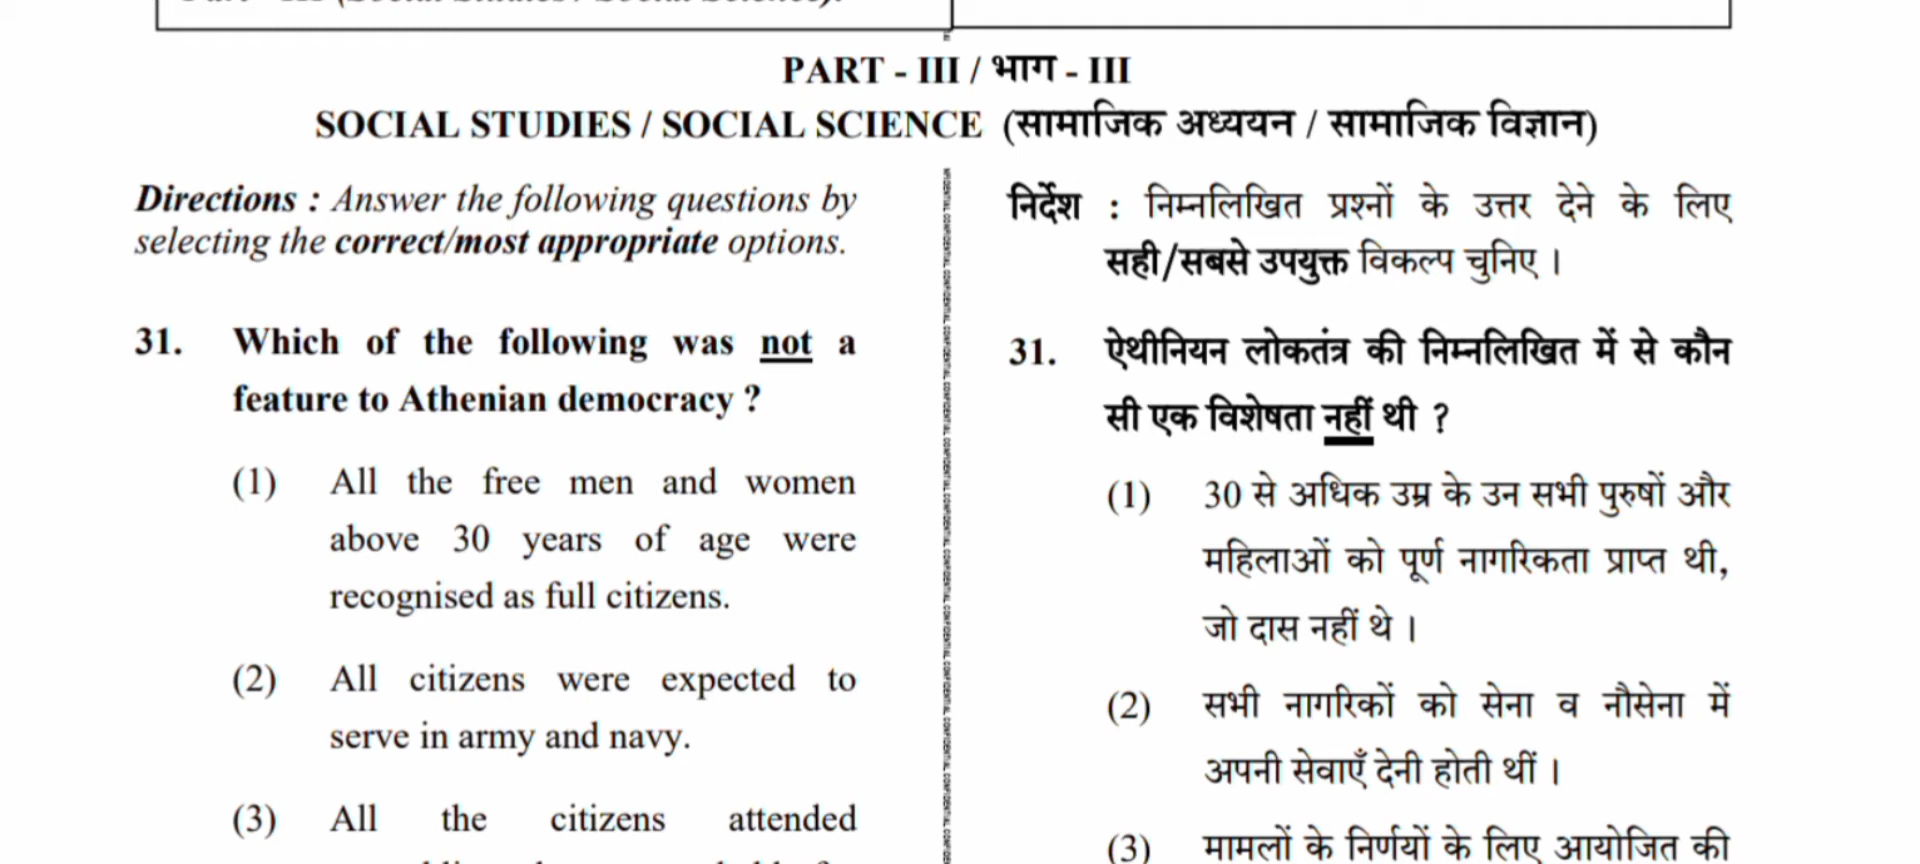 PART - III / भाग - III
SOCIAL STUDIES / SOCIAL SCIENCE (सामाजिक अध्ययन / सामाजिक विज्ञान)
Directions : Answer the following questions by
selecting the correct/most appropriate options.
31. Which of the following was not a
feature to Athenian democracy ?
(1) All the free men and women
above 30 years of age were
recognised as full citizens.
(2) All citizens were expected to
serve in army and navy.
(3) All the citizens attended
निर्देश : निम्नलिखित प्रश्नों के उत्तर देने के लिए
सही/सबसे उपयुक्त विकल्प चुनिए ।
31. ऐथीनियन लोकतंत्र की निम्नलिखित में से कौन
सी एक विशेषता नहीं थी ?
(1) 30 से अधिक उम्र के उन सभी पुरुषों और
महिलाओं को पूर्ण नागरिकता प्राप्त थी,
जो दास नहीं थे ।
(2) सभी नागरिकों को सेना व नौसेना में
अपनी सेवाएँ देनी होती थीं ।
(3) मामलों के निर्णयों के लिए आयोजित की